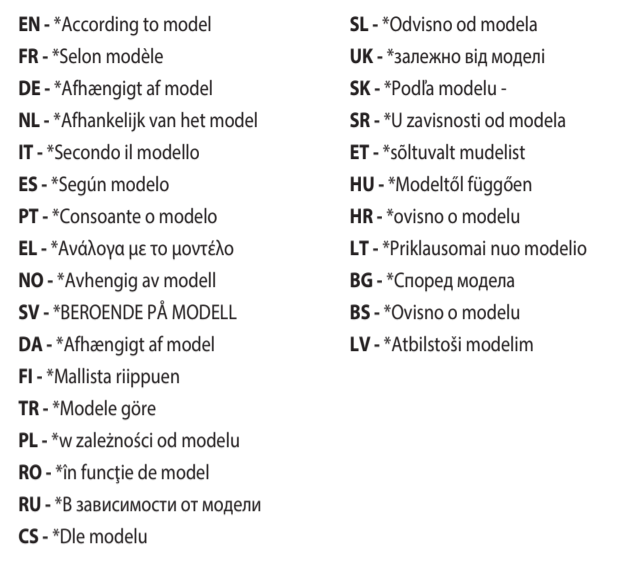 EN - *According to model
FR - *Selon modèle
DE - *Afhængigt af model
NL - *Afhankelijk van het model
IT - *Secondo il modello
ES - *Según modelo
PT - *Consoante o modelo
EL - *Ανάλογα με το μοντέλο
NO - *Avhengig av modell
SV - *BEROENDE PÅ MODELL
DA - *Afhængigt af model
FI - *Mallista riippuen
TR - *Modele göre
PL - *w zależności od modelu
RO - *în funcţie de model
RU - *В зависимости от модели
CS - *Dle modelu
SL - *Odvisno od modela
UK - *залежно від моделі
SK - *Podľa modelu -
SR - *U zavisnosti od modela
ET - *sõltuvalt mudelist
HU - *Modeltől függően
HR - *ovisno o modelu
LT - *Priklausomai nuo modelio
BG - *Според модела
BS - *Ovisno o modelu
LV - *Atbilstoši modelim